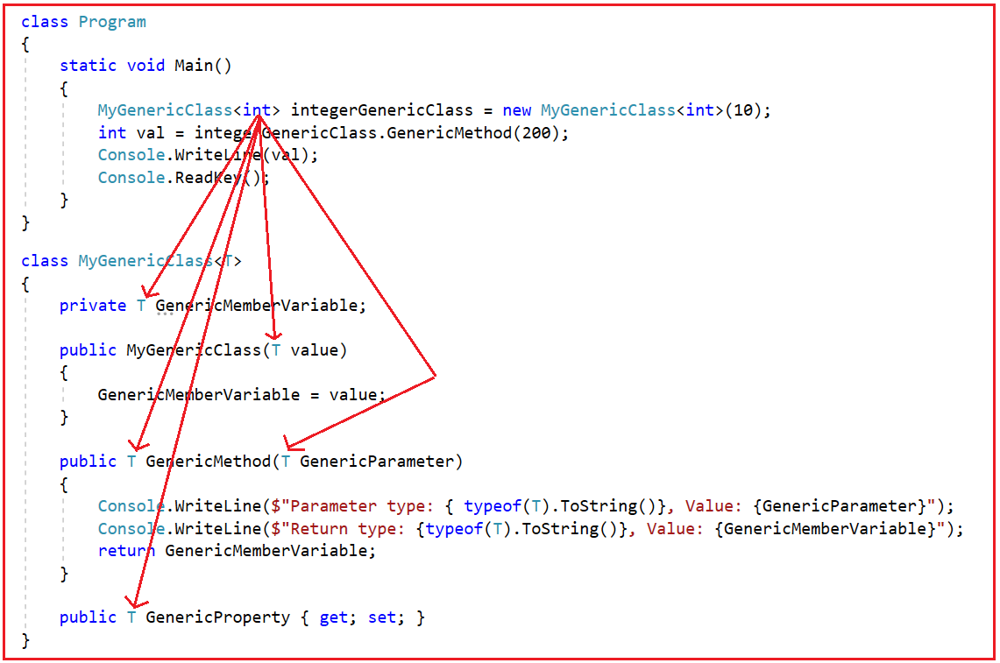 class Program
{
    static void Main()
    {
        MyGenericClass<int> integerGenericClass = new MyGenericClass<int>(10);
        int val = integerGenericClass.GenericMethod(200);
        Console.WriteLine(val);
        Console.ReadKey();
    }
}
class MyGenericClass<T>
{
    private T GenericMemberVariable;
    public MyGenericClass(T value)
    {
        GenericMemberVariable = value;
    }
    public T GenericMethod(T GenericParameter)
    {
        Console.WriteLine($"Parameter type: { typeof(T).ToString()}, Value: {GenericParameter}");
        Console.WriteLine($"Return type: {typeof(T).ToString()}, Value: {GenericMemberVariable}");
        return GenericMemberVariable;
    }
    public T GenericProperty { get; set; }
}